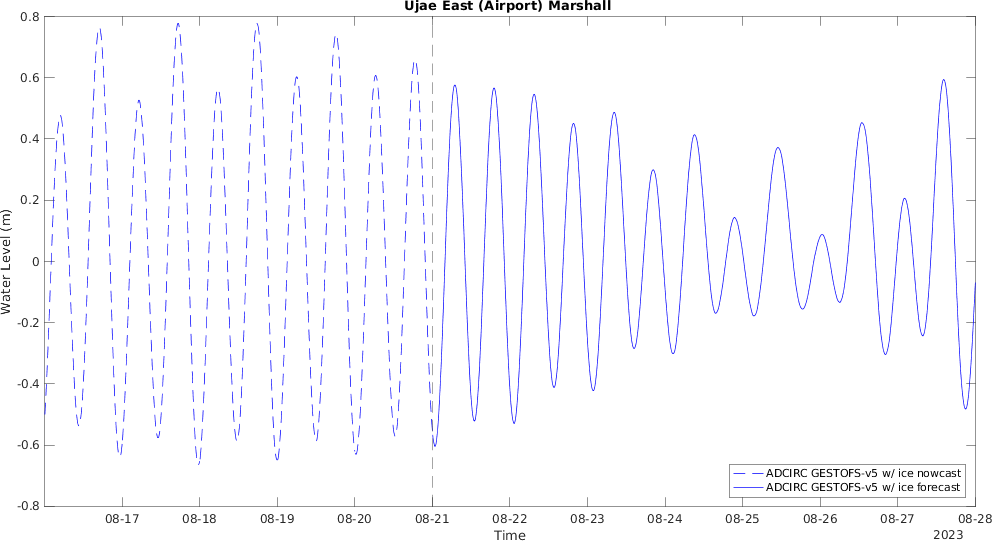 Ujae East (Airport) Marshall
0.8
0.6
0.4
0.2
0
-0.2
-0.4
-0.6
-0.8
Water Level (m)
ADCIRC GESTOFS-v5 w/ ice nowcast
ADCIRC GESTOFS-v5 w/ ice forecast
08-17 08-18 08-19 08-20 08-21 08-22 08-23 08-24 08-25 08-26 08-27 08-28
Time
2023